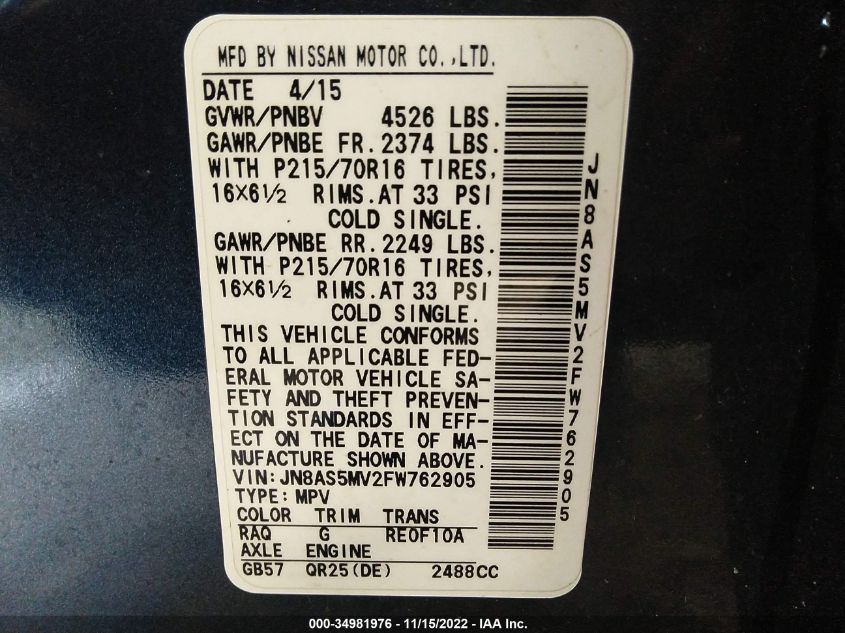 MFD BY NISSAN MOTOR CO.,LTD.
DATE 4/15
GVWR/PNBV 4526 LBS.
GAWR/PNBE FR. 2374 LBS.
WITH P215/70R16 TIRES,
16X6½ RIMS. AT 33 PSI
COLD SINGLE.
GAWR/PNBE RR. 2249 LBS.
WITH P215/70R16 TIRES,
16X6½ RIMS. AT 33 PSI
COLD SINGLE.
THIS VEHICLE CONFORMS
TO ALL APPLICABLE FED-
ERAL MOTOR VEHICLE SA-
FETY AND THEFT PREVEN-
TION STANDARDS IN EFF-
ECT ON THE DATE OF MA-
NUFACTURE SHOWN ABOVE.
VIN: JN8AS5MV2FW762905
TYPE: MPV
COLOR TRIM TRANS
RAQ G RE0F10A
AXLE ENGINE
GB57 QR25(DE) 2488CC
JN8AS5MV2FW762905
000-34981976 - 11/15/2022 - IAA Inc.